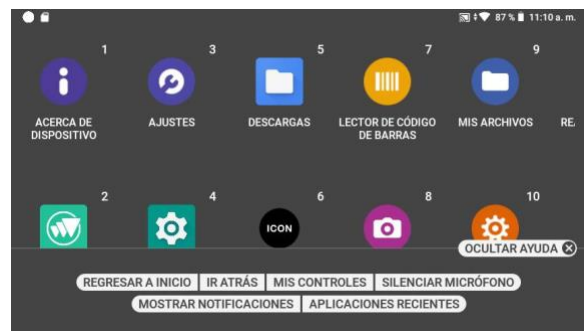 87 % 11:10 a. m.
1 3 5 7 9
ACERCA DE DISPOSITIVO
AJUSTES
DESCARGAS
LECTOR DE CÓDIGO DE BARRAS
MIS ARCHIVOS
RE
2 4 6 8 10
ICON
OCULTAR AYUDA
REGRESAR A INICIO IR ATRÁS MIS CONTROLES SILENCIAR MICRÓFONO
MOSTRAR NOTIFICACIONES APLICACIONES RECIENTES